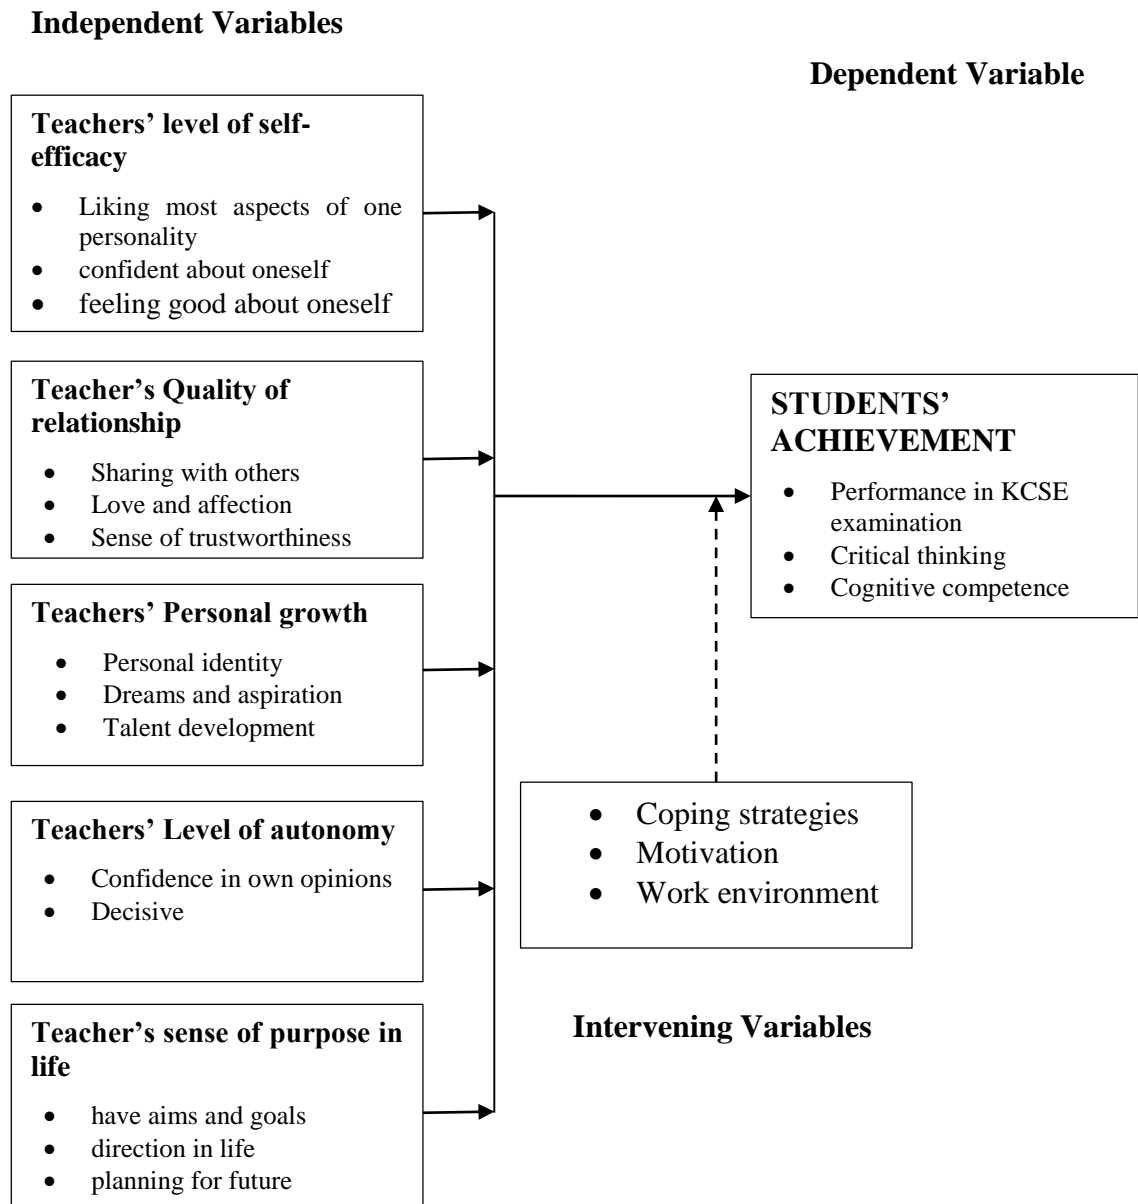 Independent Variables
Dependent Variable
Teachers’ level of self-
efficacy
• Liking most aspects of one
personality
• confident about oneself
• feeling good about oneself
Teacher’s Quality of
relationship
• Sharing with others
• Love and affection
• Sense of trustworthiness
STUDENTS’
ACHIEVEMENT
• Performance in KCSE
examination
• Critical thinking
• Cognitive competence
Teachers’ Personal growth
• Personal identity
• Dreams and aspiration
• Talent development
Teachers’ Level of autonomy
• Confidence in own opinions
• Decisive
• Coping strategies
• Motivation
• Work environment
Intervening Variables
Teacher’s sense of purpose in
life
• have aims and goals
• direction in life
• planning for future